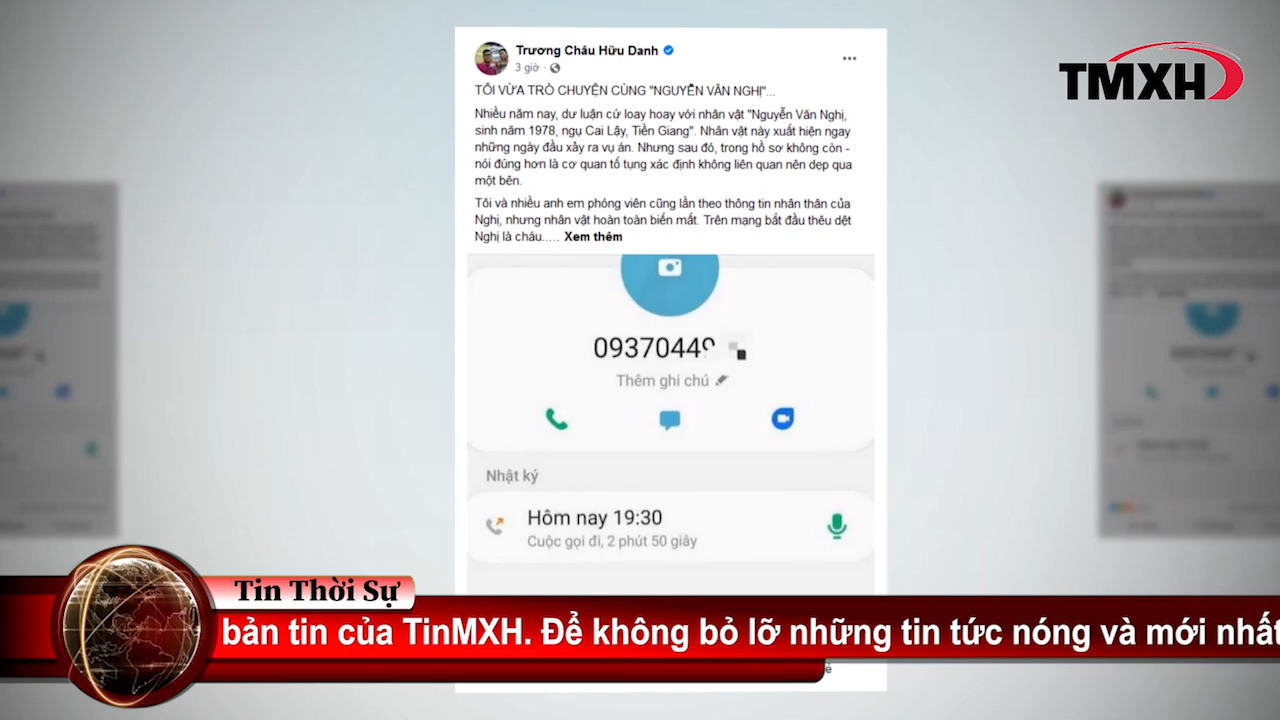 Trương Châu Hữu Danh
3 giờ ·
TMXH
TÔI VỪA TRÒ CHUYỆN CÙNG "NGUYỄN VĂN NGHỊ"...
Nhiều năm nay, dư luận cứ loay hoay với nhân vật "Nguyễn Văn Nghị,
sinh năm 1978, ngụ Cai Lậy, Tiền Giang". Nhân vật này xuất hiện ngay
những ngày đầu xảy ra vụ án. Nhưng sau đó, trong hồ sơ không còn -
nói đúng hơn là cơ quan tố tụng xác định không liên quan nên dẹp qua
một bên.
Tôi và nhiều anh em phóng viên cũng lần theo thông tin nhân thân của
Nghị, nhưng nhân vật hoàn toàn biến mất. Trên mạng bắt đầu thêu dệt
Nghị là cháu..... Xem thêm
09370449
Thêm ghi chú
Nhật ký
Hôm nay 19:30
Cuộc gọi đi, 2 phút 50 giây
Tin Thời Sự
bản tin của TinMXH. Để không bỏ lỡ những tin tức nóng và mới nhất